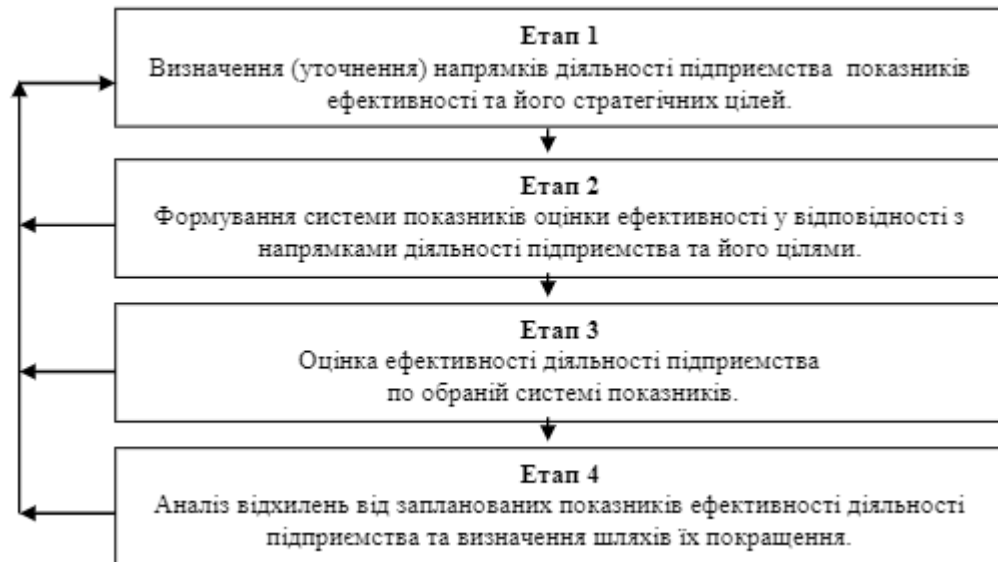 Етап 1
Визначення (уточнення) напрямків діяльності підприємства показників
ефективності та його стратегічних цілей.
Етап 2
Формування системи показників оцінки ефективності у відповідності з
напрямками діяльності підприємства та його цілями.
Етап 3
Оцінка ефективності діяльності підприємства
по обраній системі показників.
Етап 4
Аналіз відхилень від запланованих показників ефективності діяльності
підприємства та визначення шляхів їх покращення.